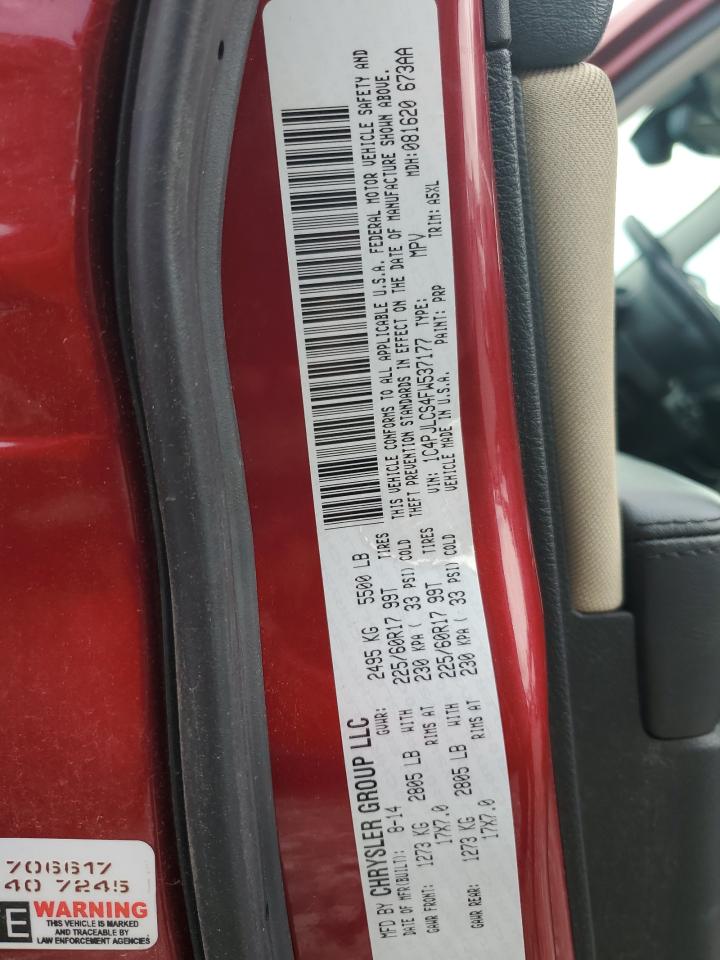 MFD BY CHRYSLER GROUP LLC
DATE OF MFR(BUILT): 8-14 GVWR: 2495 KG 5500 LB
GAWR FRONT: 1273 KG 2805 LB WITH 225/60R17 99T TIRES
17X7.0 RIMS AT 230 KPA ( 33 PSI) COLD
GAWR REAR: 1273 KG 2805 LB WITH 225/60R17 99T TIRES
17X7.0 RIMS AT 230 KPA ( 33 PSI) COLD
THIS VEHICLE CONFORMS TO ALL APPLICABLE U.S.A. FEDERAL MOTOR VEHICLE SAFETY AND
THEFT PREVENTION STANDARDS IN EFFECT ON THE DATE OF MANUFACTURE SHOWN ABOVE.
VIN: 1C4PJLCS4FW537177 TYPE: MPV MDH: 081620 673AA
VEHICLE MADE IN U.S.A. PAINT: PRP TRIM: A5XL
706617
40 7245
E WARNING
THIS VEHICLE IS MARKED
AND TRACEABLE BY
LAW ENFORCEMENT AGENCIES